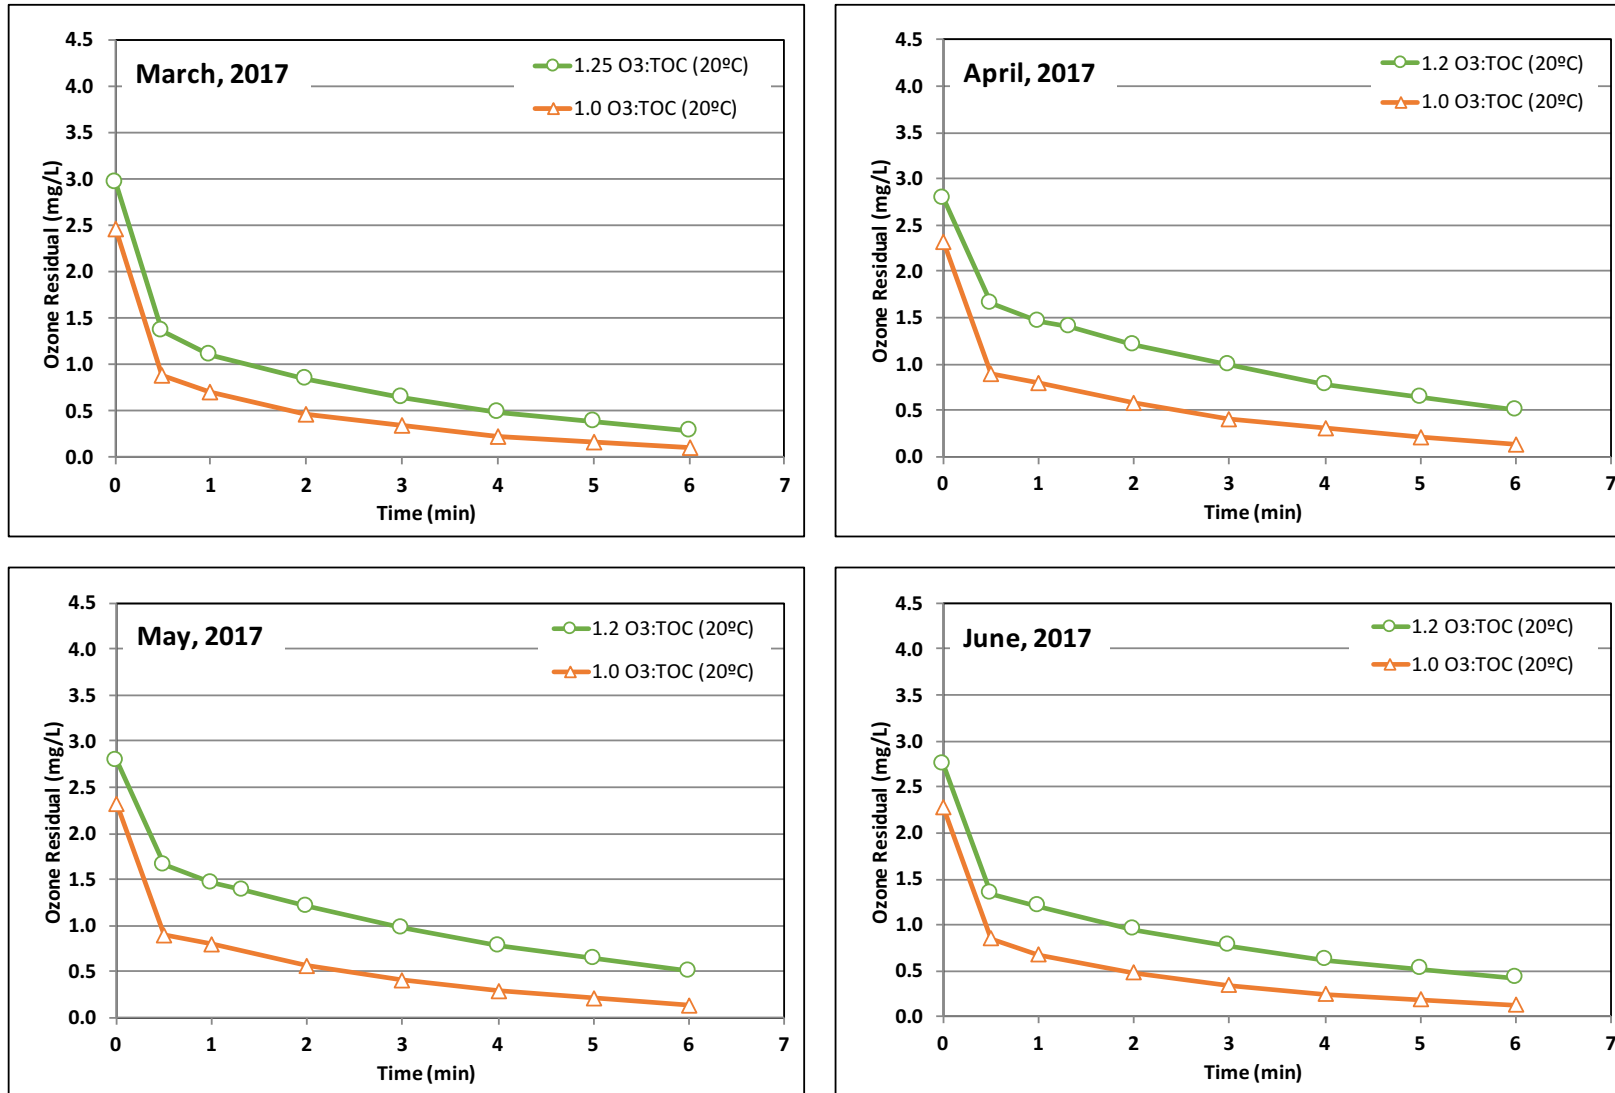 March, 2017
1.25 O3:TOC (20ºC)
1.0 O3:TOC (20ºC)
4.5
4.0
3.5
3.0
2.5
2.0
1.5
1.0
0.5
0.0
Ozone Residual (mg/L)
0 1 2 3 4 5 6 7
Time (min)
April, 2017
1.2 O3:TOC (20ºC)
1.0 O3:TOC (20ºC)
4.5
4.0
3.5
3.0
2.5
2.0
1.5
1.0
0.5
0.0
Ozone Residual (mg/L)
0 1 2 3 4 5 6 7
Time (min)
May, 2017
1.2 O3:TOC (20ºC)
1.0 O3:TOC (20ºC)
4.5
4.0
3.5
3.0
2.5
2.0
1.5
1.0
0.5
0.0
Ozone Residual (mg/L)
0 1 2 3 4 5 6 7
Time (min)
June, 2017
1.2 O3:TOC (20ºC)
1.0 O3:TOC (20ºC)
4.5
4.0
3.5
3.0
2.5
2.0
1.5
1.0
0.5
0.0
Ozone Residual (mg/L)
0 1 2 3 4 5 6 7
Time (min)